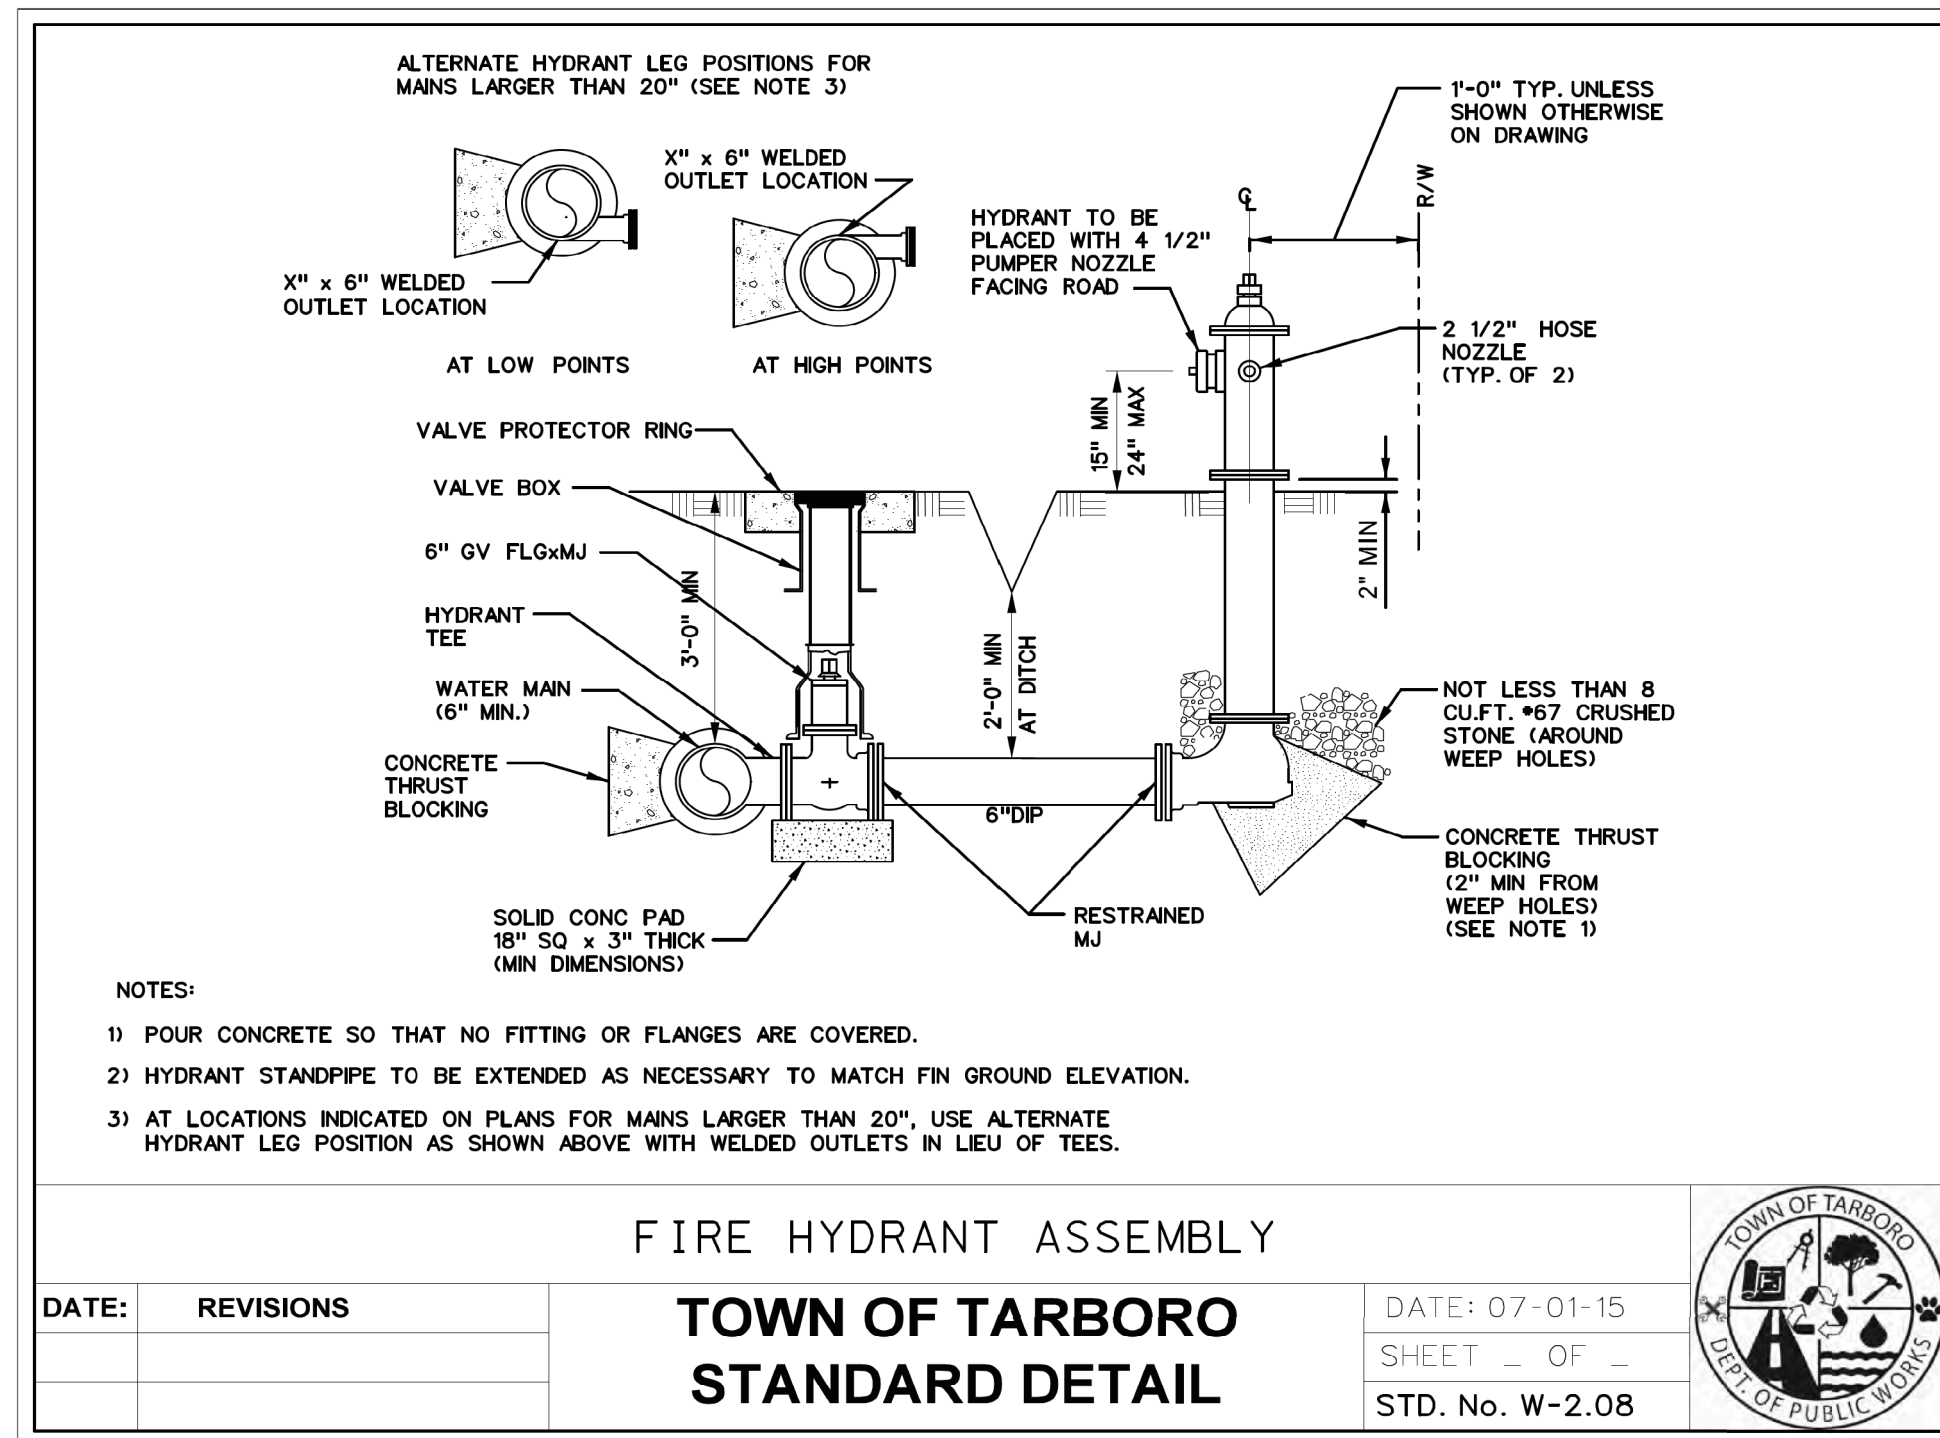 ALTERNATE HYDRANT LEG POSITIONS FOR
MAINS LARGER THAN 20" (SEE NOTE 3)
X" x 6" WELDED
OUTLET LOCATION
X" x 6" WELDED
OUTLET LOCATION
AT LOW POINTS
AT HIGH POINTS
1'-0" TYP. UNLESS
SHOWN OTHERWISE
ON DRAWING
R/W
℄
HYDRANT TO BE
PLACED WITH 4 1/2"
PUMPER NOZZLE
FACING ROAD
2 1/2" HOSE
NOZZLE
(TYP. OF 2)
15" MIN
24" MAX
2" MIN
VALVE PROTECTOR RING
VALVE BOX
6" GV FLGxMJ
HYDRANT
TEE
WATER MAIN
(6" MIN.)
CONCRETE
THRUST
BLOCKING
3'-0" MIN
2'-0" MIN
AT DITCH
6"DIP
NOT LESS THAN 8
CU.FT. #67 CRUSHED
STONE (AROUND
WEEP HOLES)
CONCRETE THRUST
BLOCKING
(2" MIN FROM
WEEP HOLES)
(SEE NOTE 1)
SOLID CONC PAD
18" SQ x 3" THICK
(MIN DIMENSIONS)
RESTRAINED
MJ
NOTES:
1) POUR CONCRETE SO THAT NO FITTING OR FLANGES ARE COVERED.
2) HYDRANT STANDPIPE TO BE EXTENDED AS NECESSARY TO MATCH FIN GROUND ELEVATION.
3) AT LOCATIONS INDICATED ON PLANS FOR MAINS LARGER THAN 20", USE ALTERNATE
HYDRANT LEG POSITION AS SHOWN ABOVE WITH WELDED OUTLETS IN LIEU OF TEES.
FIRE HYDRANT ASSEMBLY
DATE: REVISIONS
TOWN OF TARBORO
STANDARD DETAIL
DATE: 07-01-15
SHEET _ OF _
STD. No. W-2.08
TOWN OF TARBORO
DEPT. OF PUBLIC WORKS